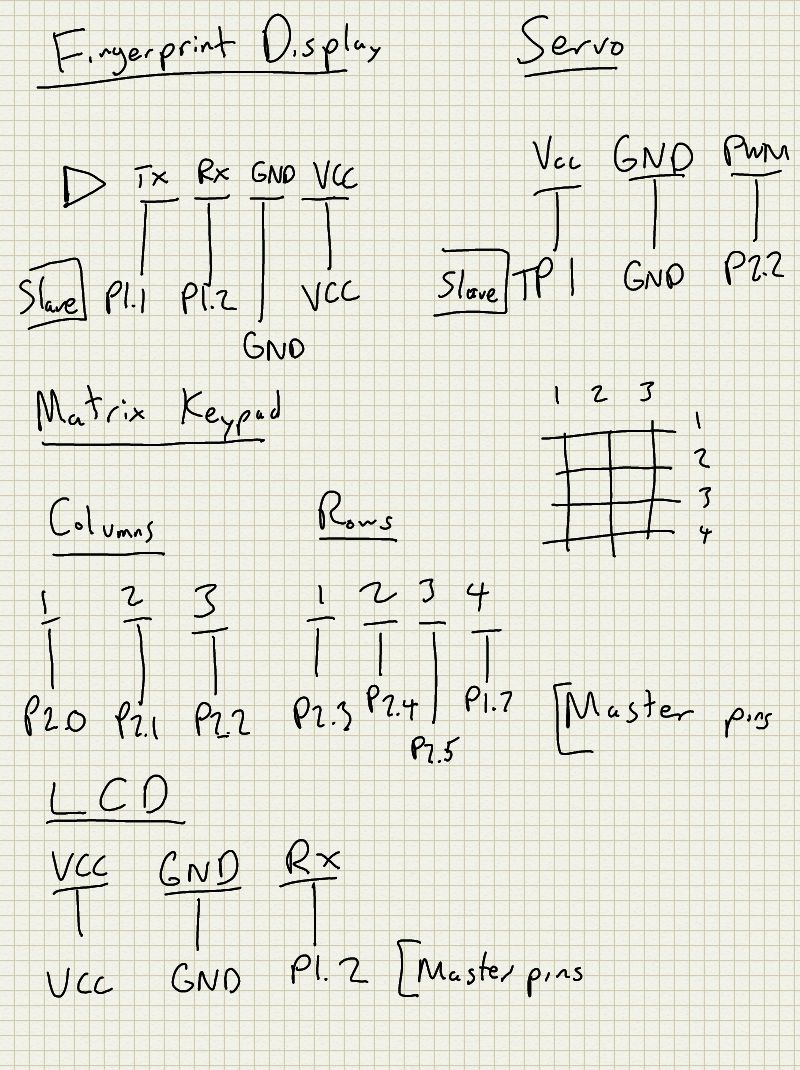 Fingerprint Display
Servo
Tx Rx GND VCC
Vcc GND PWM
Slave P1.1 P1.2 VCC
GND
Slave TP1 GND P2.2
Matrix Keypad
1 2 3
1
2
3
4
Columns
Rows
1 2 3
1 2 3 4
P2.0 P2.1 P2.2
P2.3 P2.4 P1.7
P2.5
Master pins
LCD
VCC GND Rx
VCC GND P1.2
Master pins